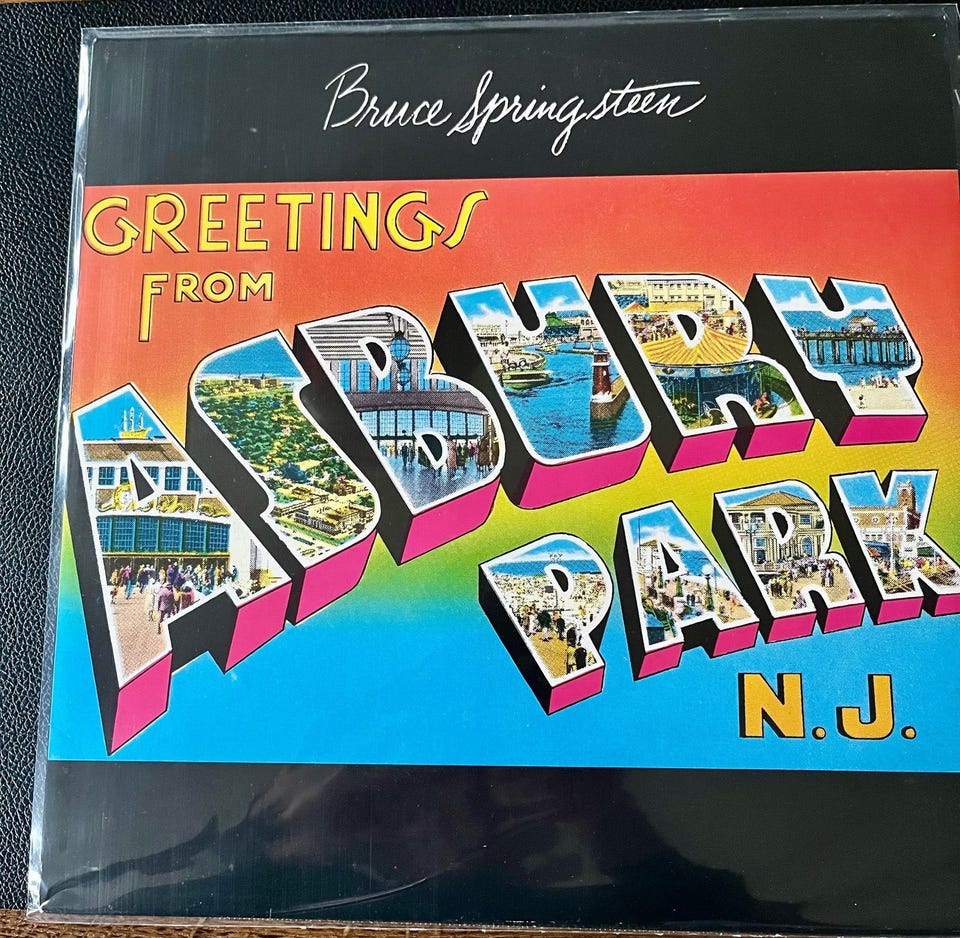 Bruce Springsteen
GREETINGS
FROM
ASBURY
PARK
N.J.